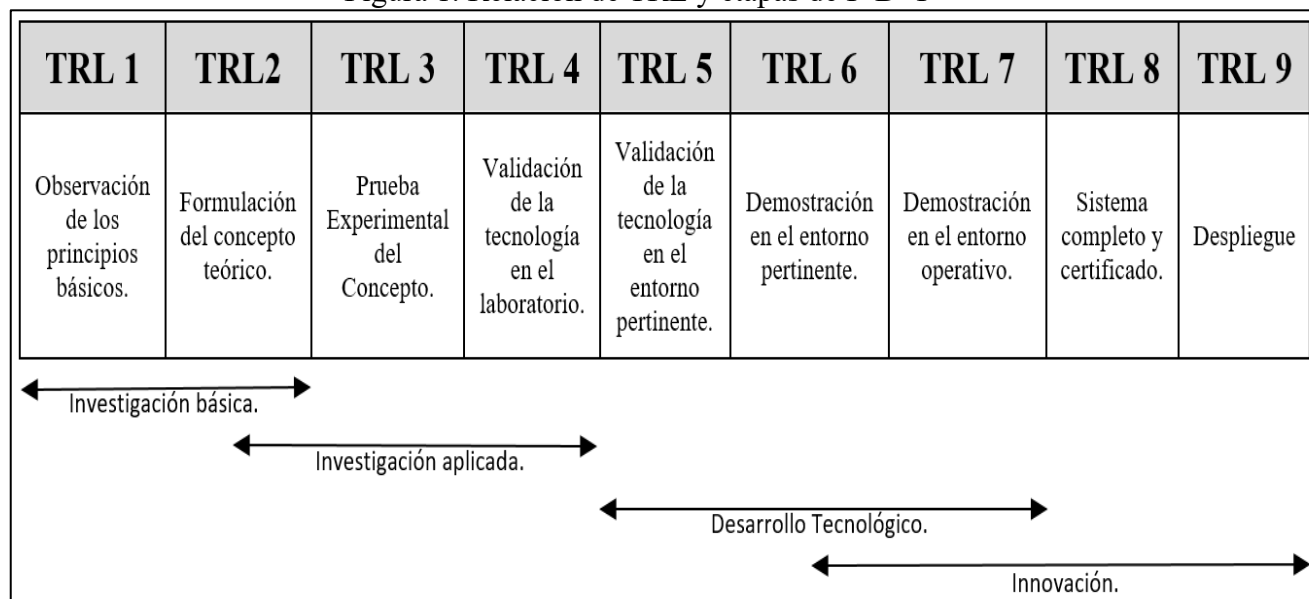 TRL 1 TRL2 TRL 3 TRL 4 TRL 5 TRL 6 TRL 7 TRL 8 TRL 9
Observación
de los
principios
básicos.
Formulación
del concepto
teórico.
Prueba
Experimental
del
Concepto.
Validación
de la
tecnología
en el
laboratorio.
Validación
de la
tecnología
en el
entorno
pertinente.
Demostración
en el entorno
pertinente.
Demostración
en el entorno
operativo.
Sistema
completo y
certificado.
Despliegue
Investigación básica.
Investigación aplicada.
Desarrollo Tecnológico.
Innovación.